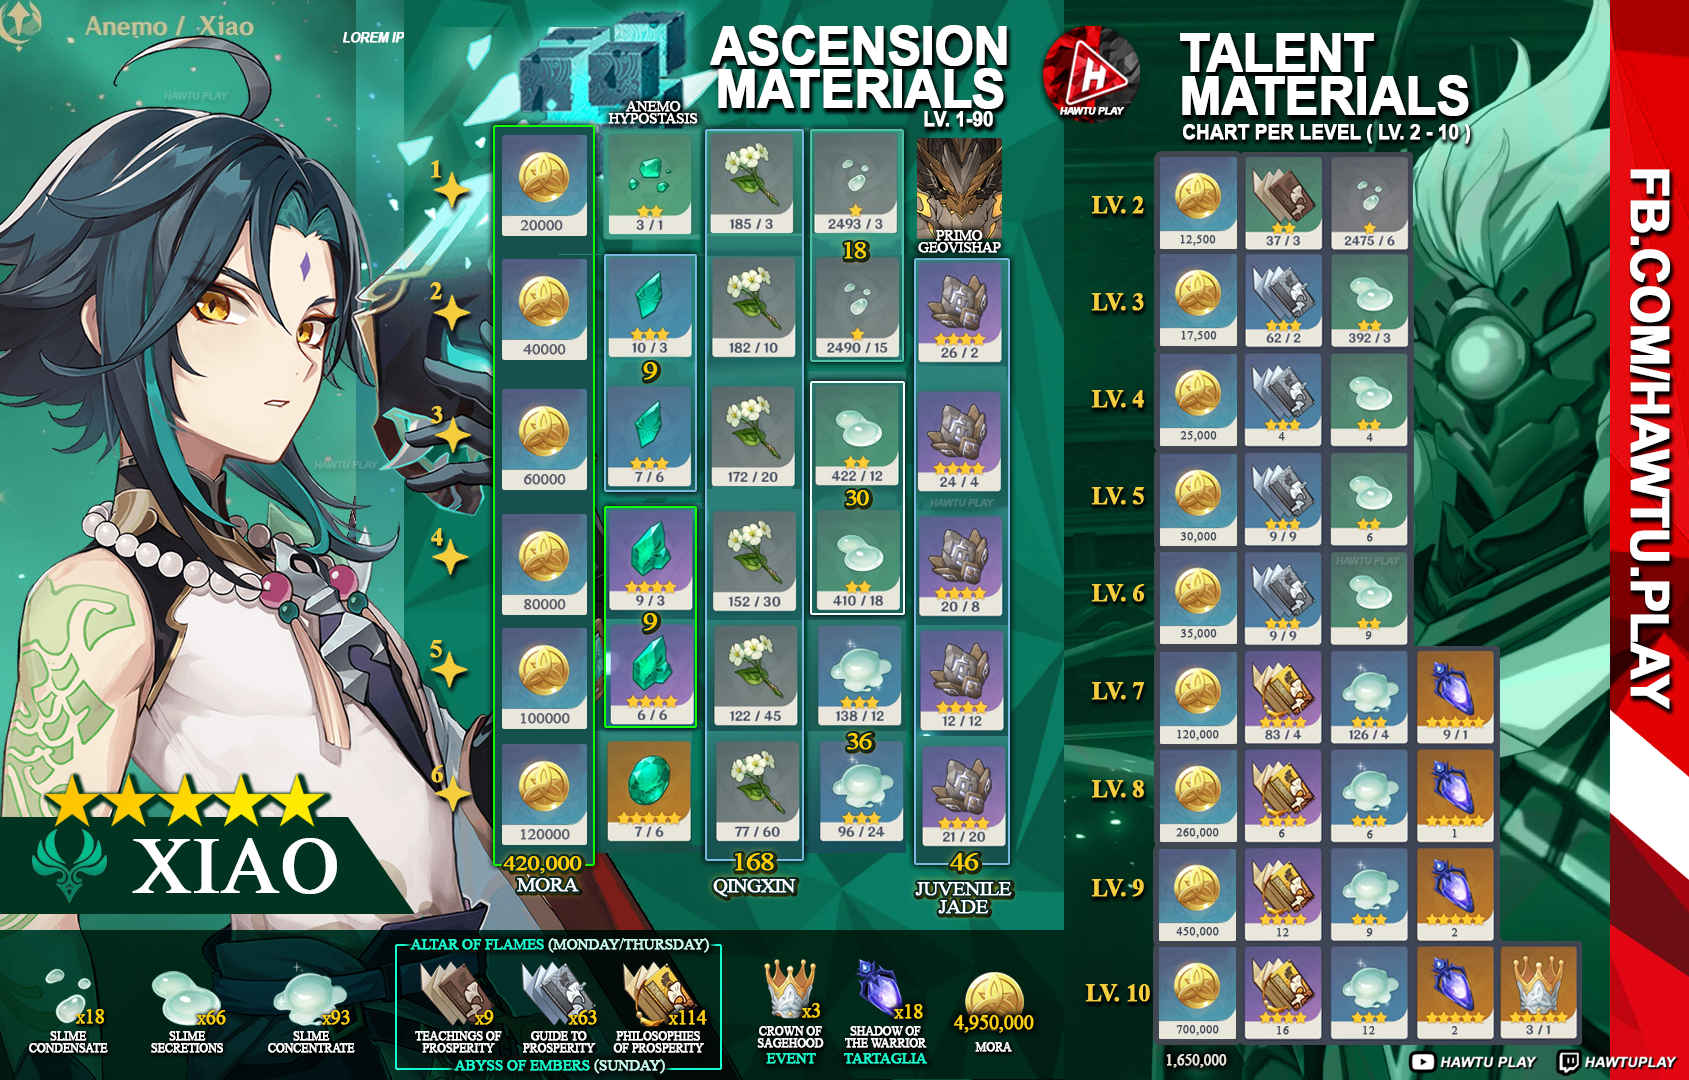 Anemo / Xiao
LOREM IP
HAWTU PLAY
ASCENSION
MATERIALS
LV. 1-90
ANEMO
HYPOSTASIS
HAWTU PLAY
TALENT
MATERIALS
CHART PER LEVEL ( LV. 2 - 10 )
1
20000
3 / 1
185 / 3
2493 / 3
18
PRIMO
GEOVISHAP
2
40000
10 / 3
182 / 10
2490 / 15
26 / 2
9
3
60000
7 / 6
172 / 20
422 / 12
24 / 4
30
HAWTU PLAY
HAWTU PLAY
4
80000
9 / 3
152 / 30
410 / 18
20 / 8
9
5
100000
6 / 6
122 / 45
138 / 12
12 / 12
36
6
120000
7 / 6
77 / 60
96 / 24
21 / 20
420,000
MORA
168
QINGXIN
46
JUVENILE
JADE
XIAO
LV. 2
12,500
37 / 3
2475 / 6
LV. 3
17,500
62 / 2
392 / 3
LV. 4
25,000
4
4
LV. 5
30,000
9 / 9
6
LV. 6
HAWTU PLAY
35,000
9 / 9
9
LV. 7
120,000
83 / 4
126 / 4
9 / 1
LV. 8
260,000
6
6
1
LV. 9
450,000
12
9
2
LV. 10
700,000
16
12
2
3 / 1
1,650,000
FB.COM/HAWTU.PLAY
x18
SLIME
CONDENSATE
x66
SLIME
SECRETIONS
x93
SLIME
CONCENTRATE
ALTAR OF FLAMES (MONDAY/THURSDAY)
x9
TEACHINGS OF
PROSPERITY
x63
GUIDE TO
PROSPERITY
x114
PHILOSOPHIES
OF PROSPERITY
ABYSS OF EMBERS (SUNDAY)
x3
CROWN OF
SAGEHOOD
EVENT
x18
SHADOW OF
THE WARRIOR
TARTAGLIA
4,950,000
MORA
HAWTU PLAY
HAWTUPLAY